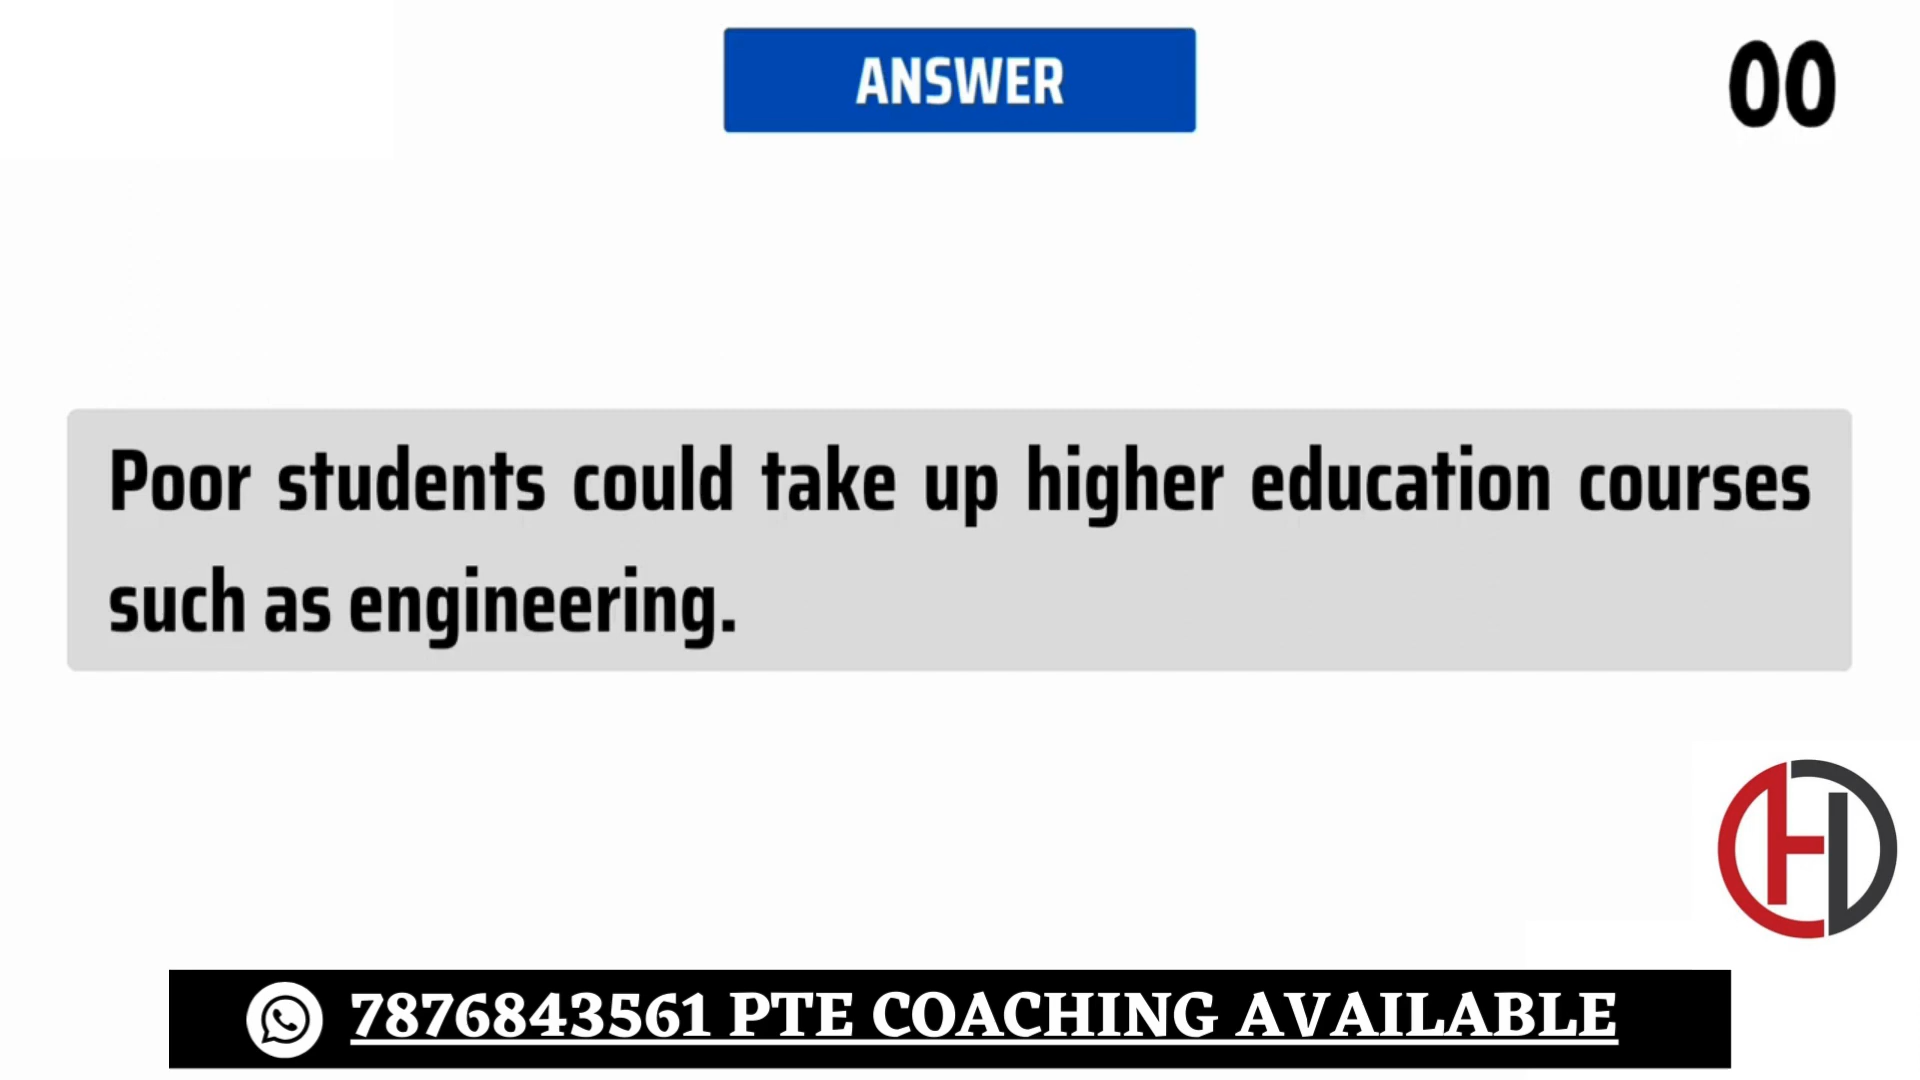 ANSWER
00
Poor students could take up higher education courses
such as engineering.
7876843561 PTE COACHING AVAILABLE